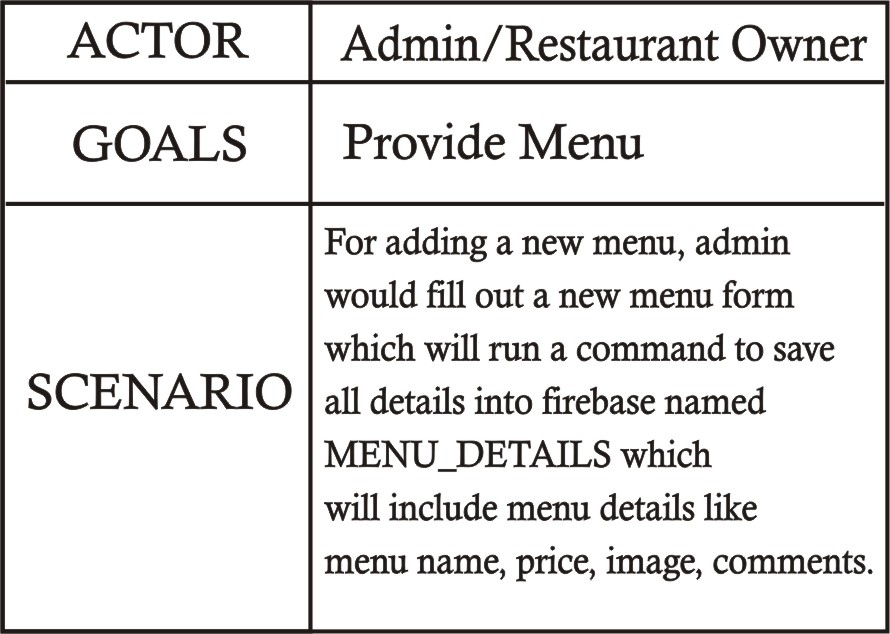 ACTOR
Admin/Restaurant Owner
GOALS
Provide Menu
SCENARIO
For adding a new menu, admin
would fill out a new menu form
which will run a command to save
all details into firebase named
MENU_DETAILS which
will include menu details like
menu name, price, image, comments.